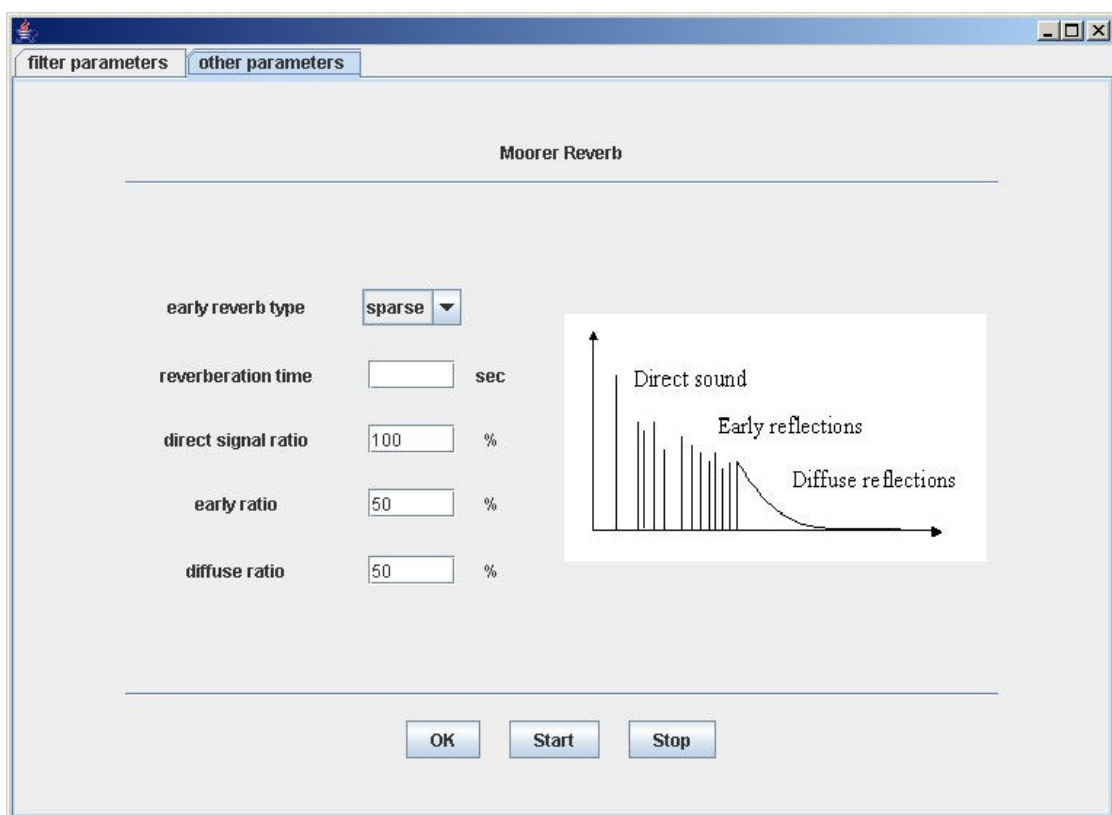 filter parameters other parameters
Moorer Reverb
early reverb type sparse
reverberation time sec
direct signal ratio 100 %
early ratio 50 %
diffuse ratio 50 %
Direct sound
Early reflections
Diffuse reflections
OK Start Stop